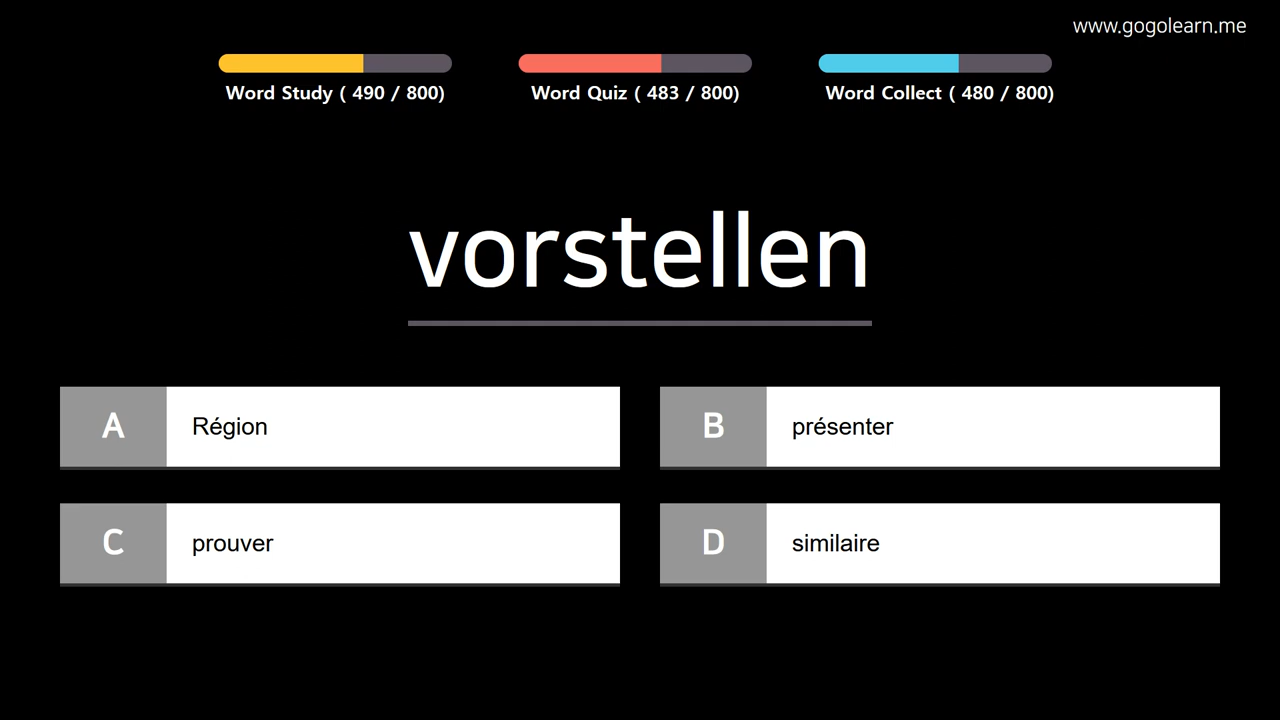 www.gogolearn.me
Word Study ( 490 / 800)
Word Quiz ( 483 / 800)
Word Collect ( 480 / 800)
vorstellen
A Région
B présenter
C prouver
D similaire